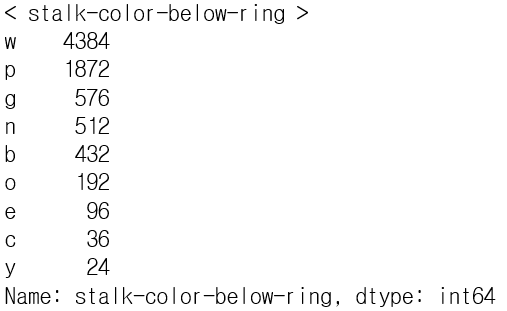 < stalk-color-below-ring >
w    4384
p    1872
g     576
n     512
b     432
o     192
e      96
c      36
y      24
Name: stalk-color-below-ring, dtype: int64